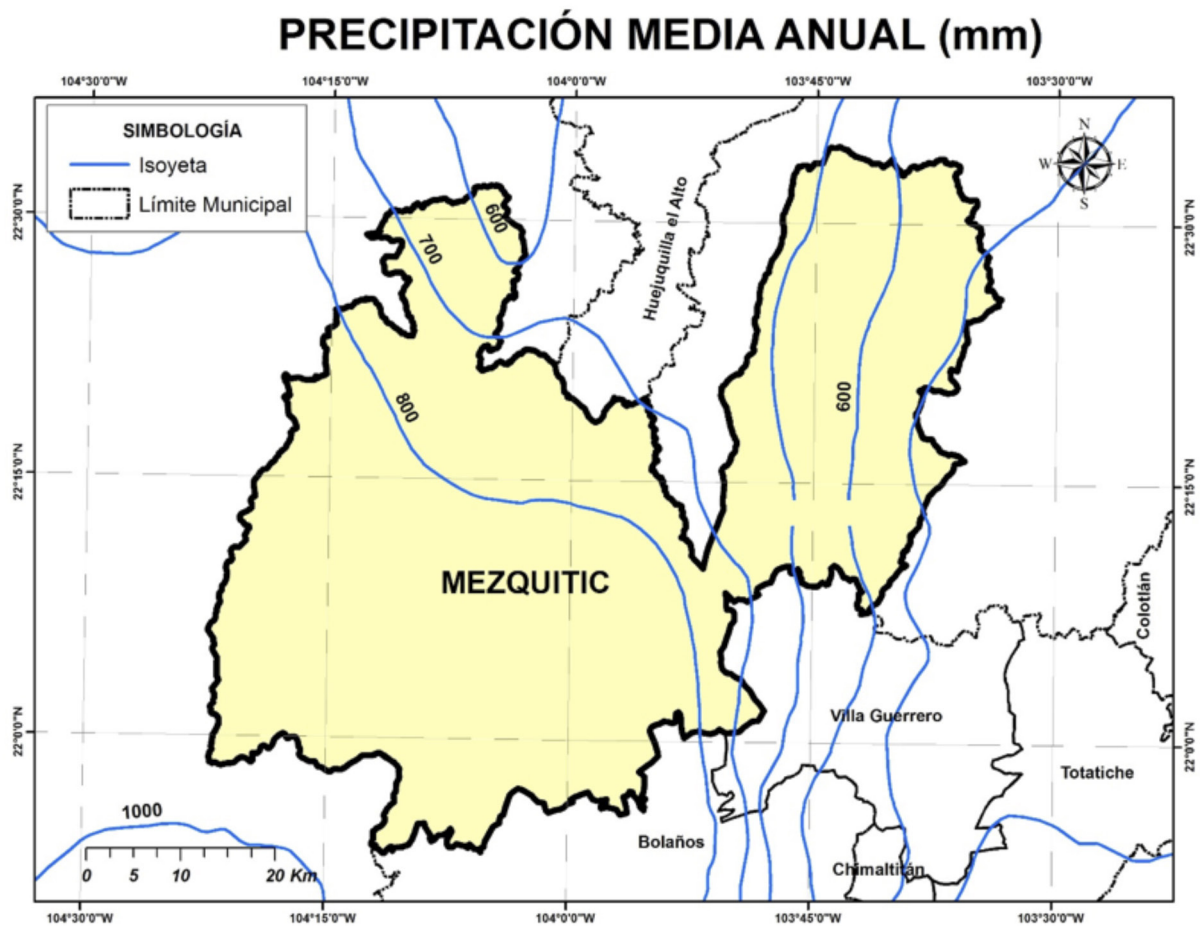 PRECIPITACIÓN MEDIA ANUAL (mm)
104°30'0"W 104°15'0"W 104°0'0"W 103°45'0"W 103°30'0"W
SIMBOLOGÍA
Isoyeta
Límite Municipal
N
W E
S
22°30'0"N
22°30'0"N
600
700
Huejuquilla el Alto
800
600
22°15'0"N
22°15'0"N
MEZQUITIC
Colotlán
22°0'0"N
22°0'0"N
Villa Guerrero
Totatiche
1000
Bolaños
Chimaltitán
0 5 10 20 Km
104°30'0"W 104°15'0"W 104°0'0"W 103°45'0"W 103°30'0"W